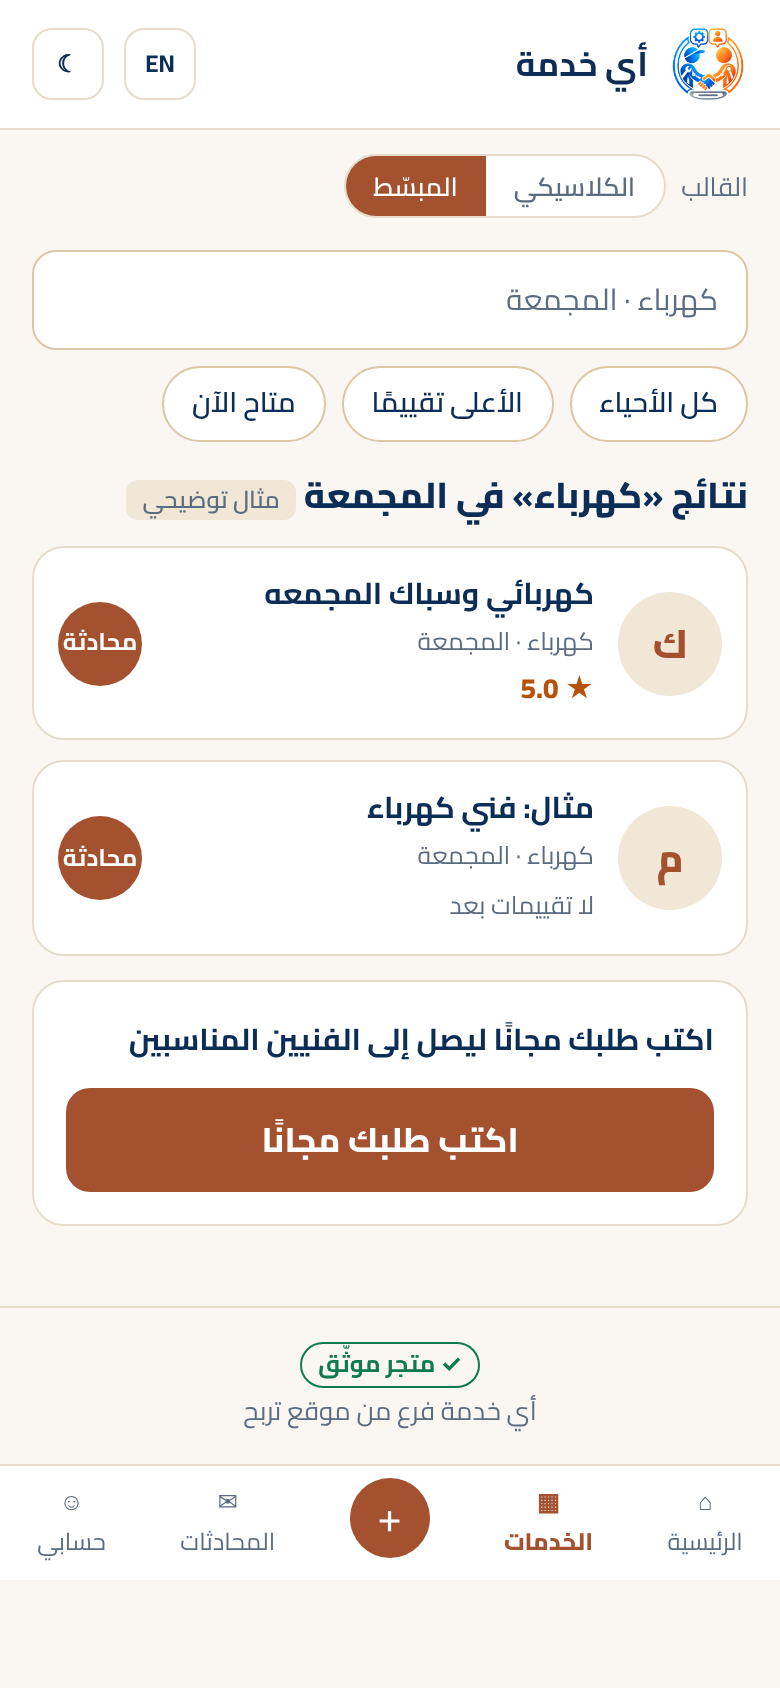 أي خدمة
EN
القالب
الكلاسيكي
المبسّط
كهرباء · المجمعة
كل الأحياء
الأعلى تقييمًا
متاح الآن
نتائج «كهرباء» في المجمعة
مثال توضيحي
ك
كهربائي وسباك المجمعه
كهرباء · المجمعة
★ 5.0
محادثة
م
مثال: فني كهرباء
كهرباء · المجمعة
لا تقييمات بعد
محادثة
اكتب طلبك مجانًا ليصل إلى الفنيين المناسبين
اكتب طلبك مجانًا
✓ متجر موثّق
أي خدمة فرع من موقع تربح
الرئيسية
الخدمات
+
المحادثات
حسابي